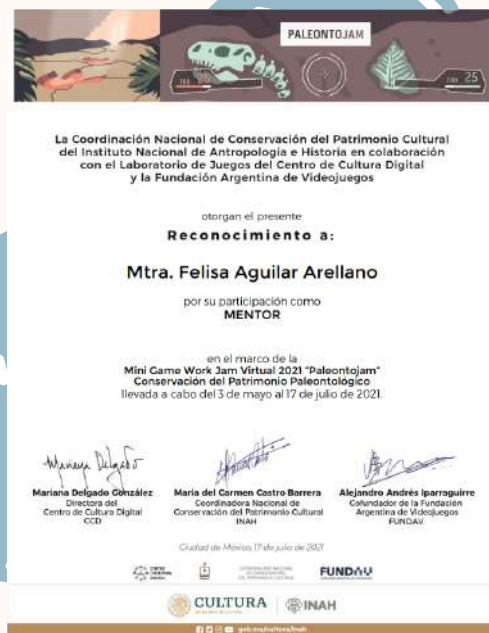 PALEONTOJAM
25
La Coordinación Nacional de Conservación del Patrimonio Cultural
del Instituto Nacional de Antropología e Historia en colaboración
con el Laboratorio de Juegos del Centro de Cultura Digital
y la Fundación Argentina de Videojuegos
otorgan el presente
Reconocimiento a:
Mtra. Felisa Aguilar Arellano
por su participación como
MENTOR
en el marco de la
Mini Game Work Jam Virtual 2021 "Paleontojam"
Conservación del Patrimonio Paleontológico
llevada a cabo del 3 de mayo al 17 de julio de 2021.
Mariana Delgado González
Directora del
Centro de Cultura Digital
CCD
María del Carmen Castro Barrera
Coordinadora Nacional de
Conservación del Patrimonio Cultural
INAH
Alejandro Andrés Iparraguirre
Cofundador de la Fundación
Argentina de Videojuegos
FUNDAV
Ciudad de México, 17 de julio de 2021
FUNDAV
CULTURA
INAH
gob.mx/cultura/inah